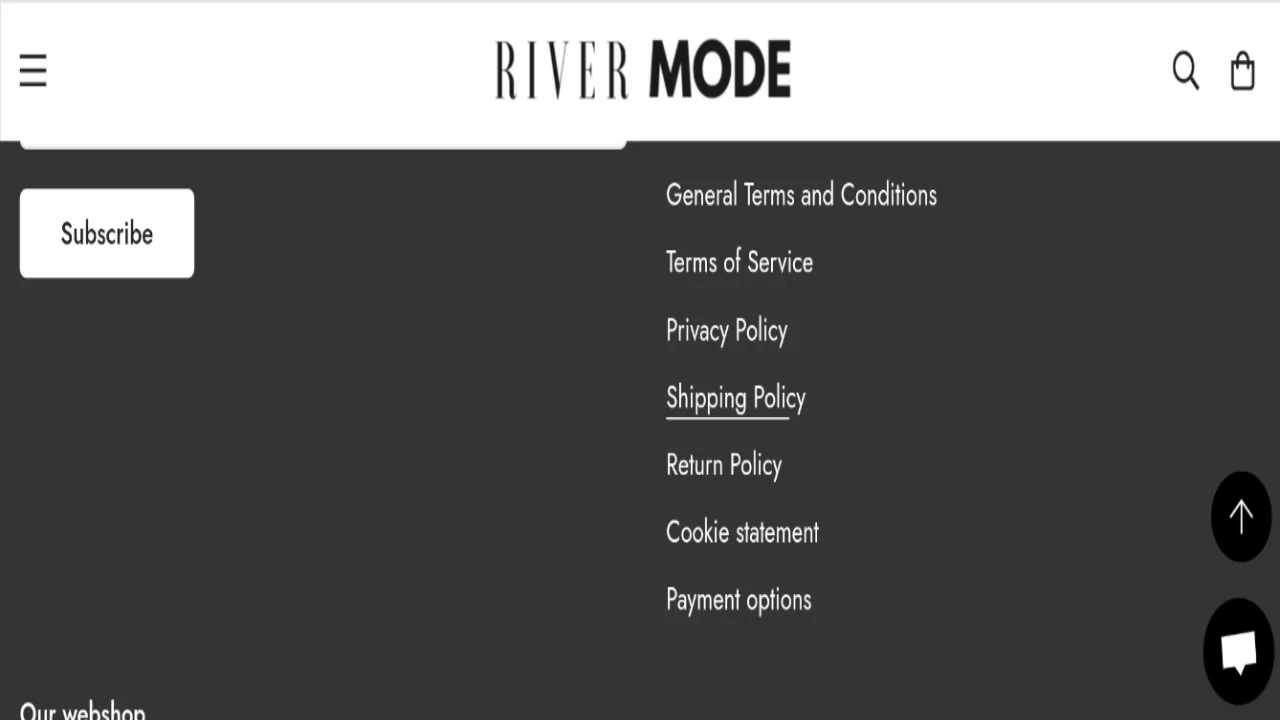 RIVER MODE
Subscribe
General Terms and Conditions
Terms of Service
Privacy Policy
Shipping Policy
Return Policy
Cookie statement
Payment options
Our webshop